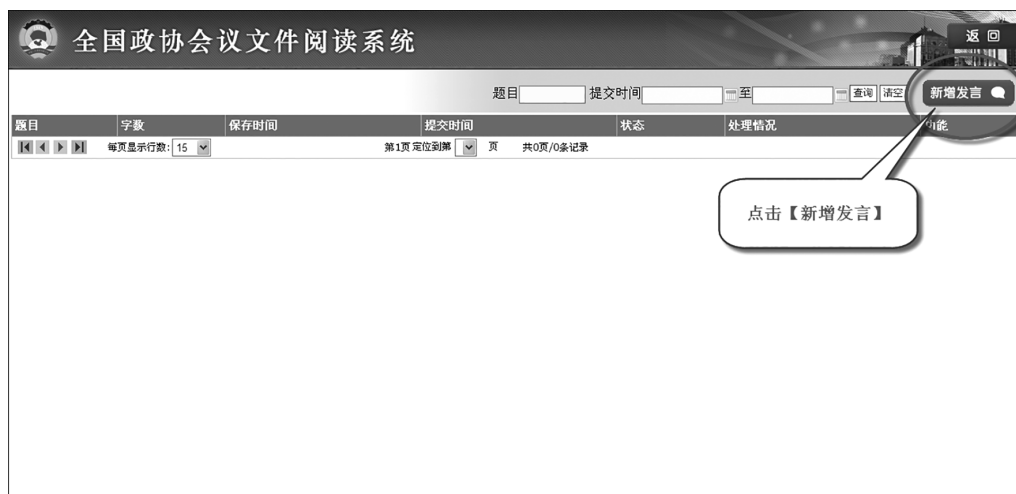 全国政协会议文件阅读系统
返回
题目 提交时间 至 查询 清空 新增发言
题目 字数 保存时间 提交时间 状态 处理情况 功能
每页显示行数: 15 第1页 定位到第 页 共0页/0条记录
点击【新增发言】